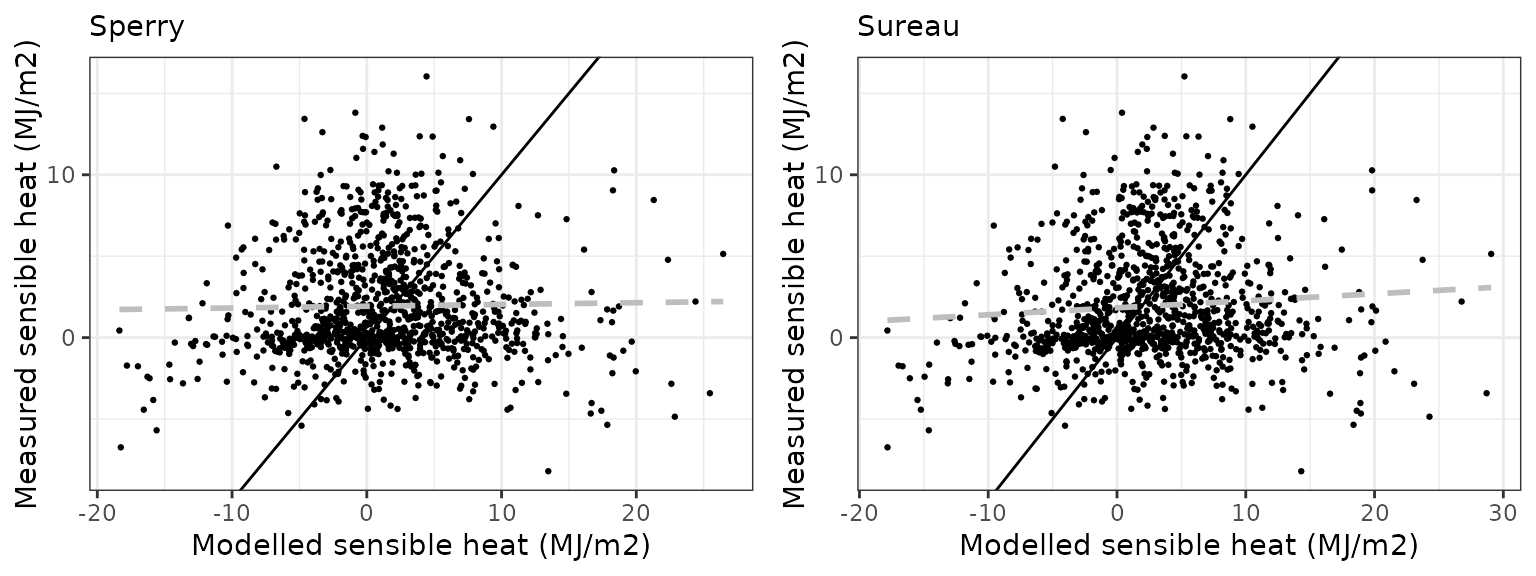 Sperry
Measured sensible heat (MJ/m2)
10
0
-20 -10 0 10 20
Modelled sensible heat (MJ/m2)
Sureau
Measured sensible heat (MJ/m2)
10
0
-20 -10 0 10 20 30
Modelled sensible heat (MJ/m2)